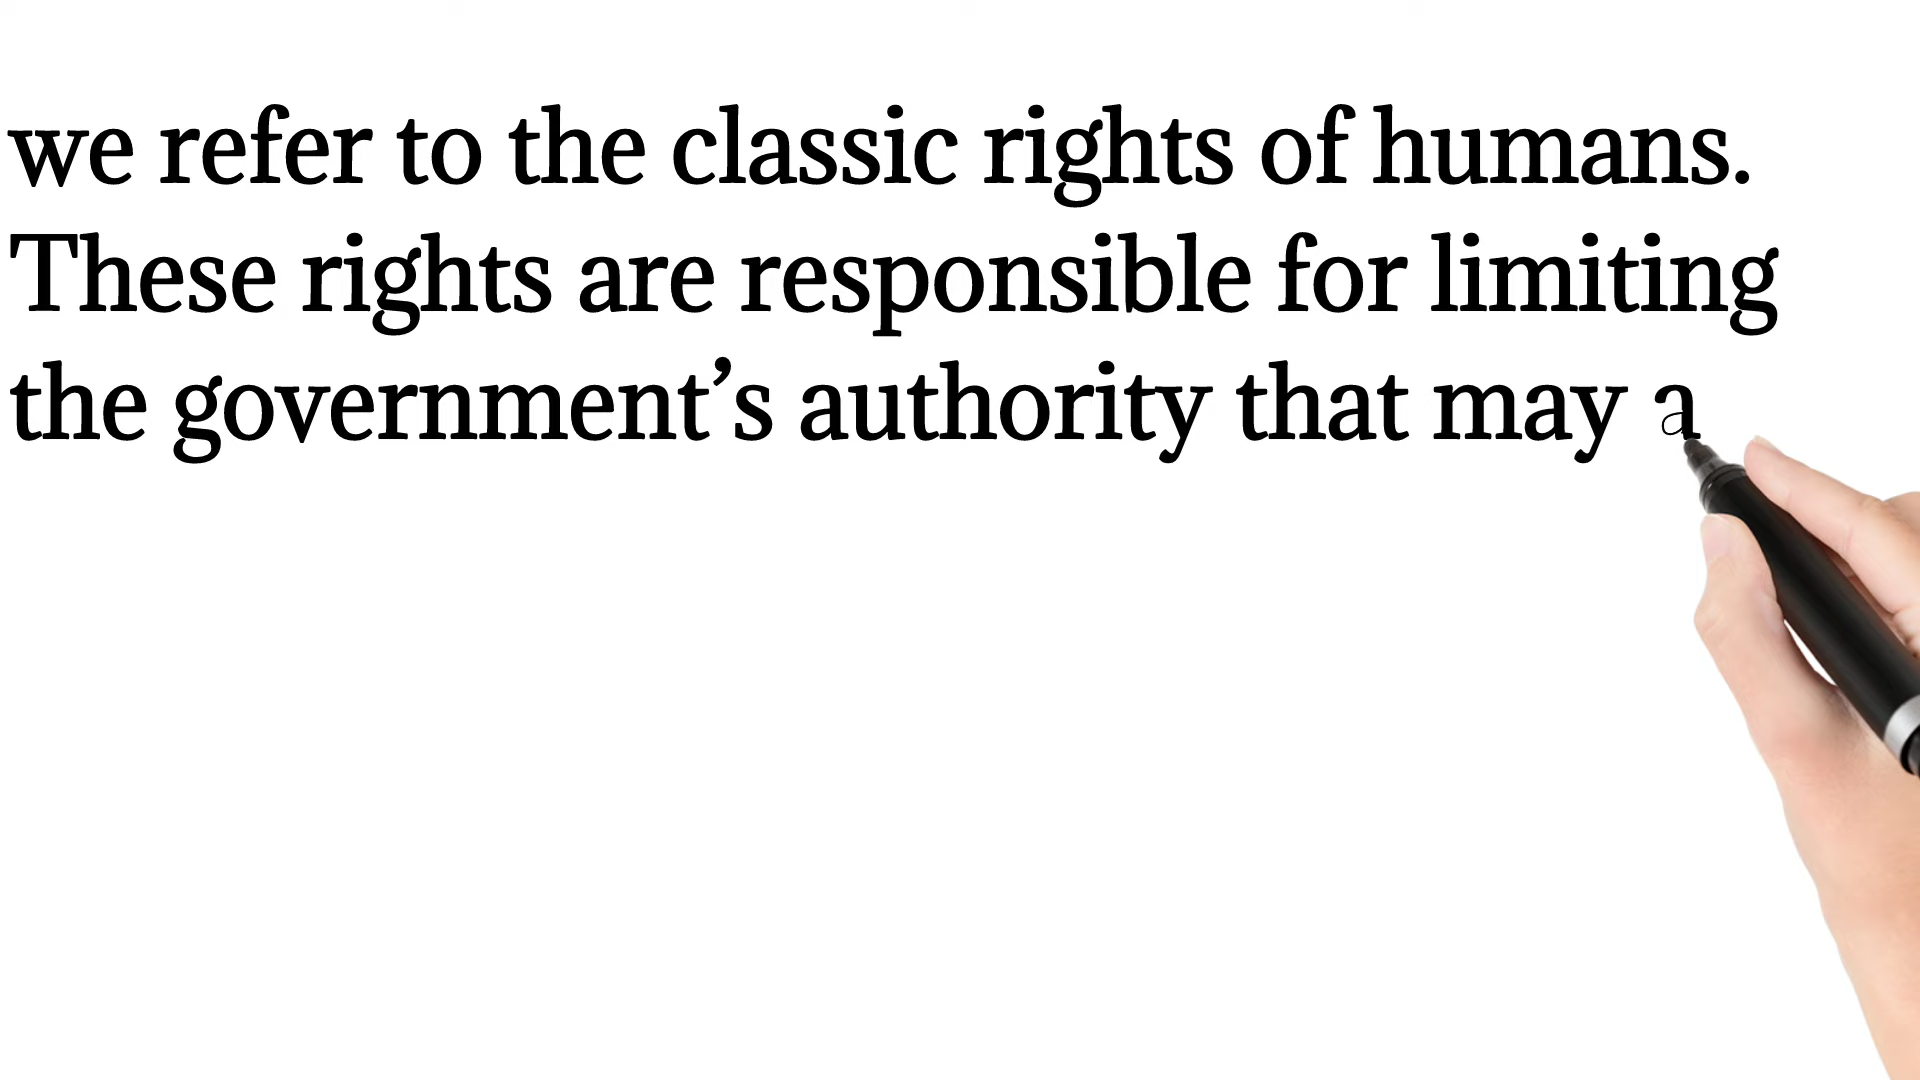 we refer to the classic rights of humans.
These rights are responsible for limiting
the government’s authority that may a